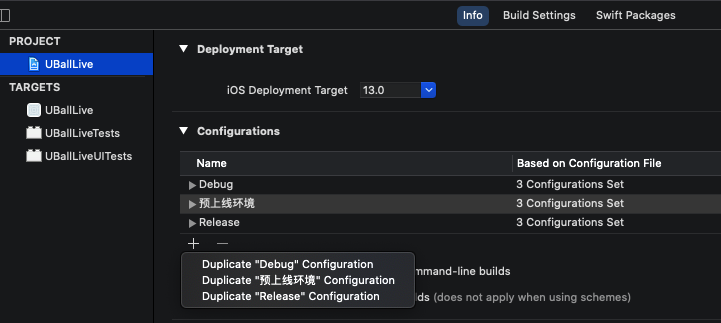 Info Build Settings Swift Packages
PROJECT
UBallLive
TARGETS
UBallLive
UBallLiveTests
UBallLiveUITests
Deployment Target
iOS Deployment Target 13.0
Configurations
Name Based on Configuration File
Debug 3 Configurations Set
预上线环境 3 Configurations Set
Release 3 Configurations Set
Duplicate "Debug" Configuration
Duplicate "预上线环境" Configuration
Duplicate "Release" Configuration
mmand-line builds
lds (does not apply when using schemes)